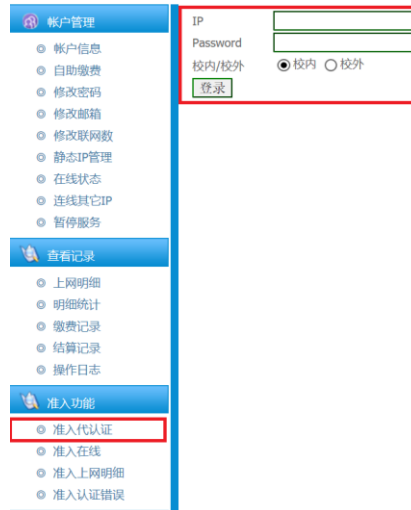 帐户管理
帐户信息
自助缴费
修改密码
修改邮箱
修改联网数
静态IP管理
在线状态
连线其它IP
暂停服务
查看记录
上网明细
明细统计
缴费记录
结算记录
操作日志
准入功能
准入代认证
准入在线
准入上网明细
准入认证错误
IP
Password
校内/校外 校内 校外
登录